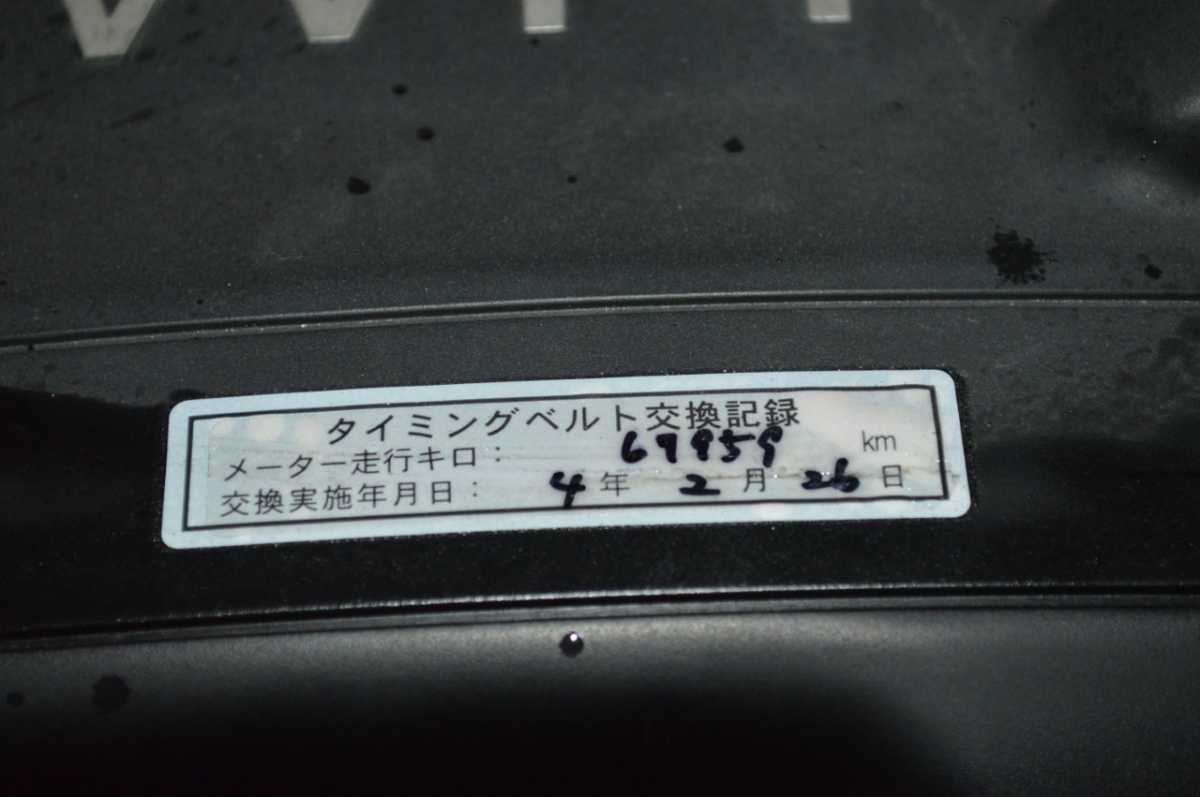 タイミングベルト交換記録
メーター走行キロ： 67959 km
交換実施年月日： 4年 2月 26日